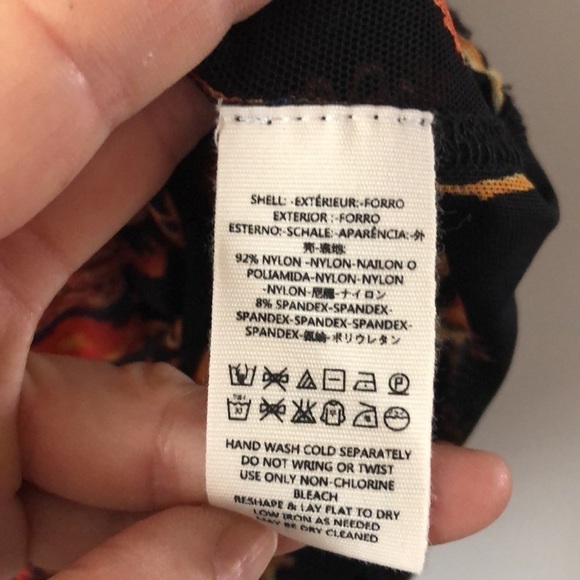 SHELL: -EXTÉRIEUR:-FORRO
EXTERIOR :-FORRO
ESTERNO:-SCHALE:-APARÊNCIA:-外
壳-表地:
92% NYLON -NYLON-NAILON O
POLIAMIDA-NYLON-NYLON
-NYLON-尼龍-ナイロン
8% SPANDEX-SPANDEX-
SPANDEX-SPANDEX-SPANDEX-
SPANDEX-氨綸-ポリウレタン
HAND WASH COLD SEPARATELY
DO NOT WRING OR TWIST
USE ONLY NON-CHLORINE
BLEACH
RESHAPE & LAY FLAT TO DRY
LOW IRON AS NEEDED
MAY BE DRY CLEANED